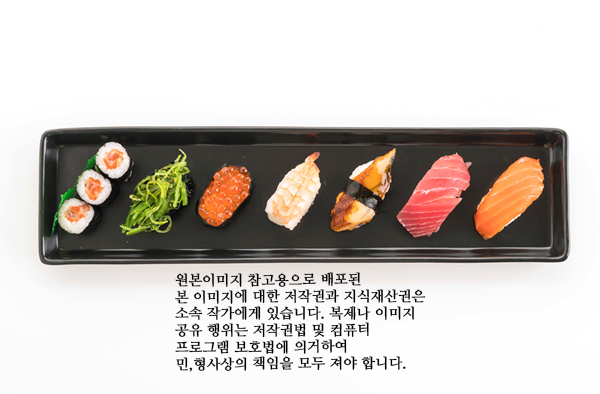 원본이미지 참고용으로 배포된
본 이미지에 대한 저작권과 지식재산권은
소속 작가에게 있습니다. 복제나 이미지
공유 행위는 저작권법 및 컴퓨터
프로그램 보호법에 의거하여
민,형사상의 책임을 모두 져야 합니다.